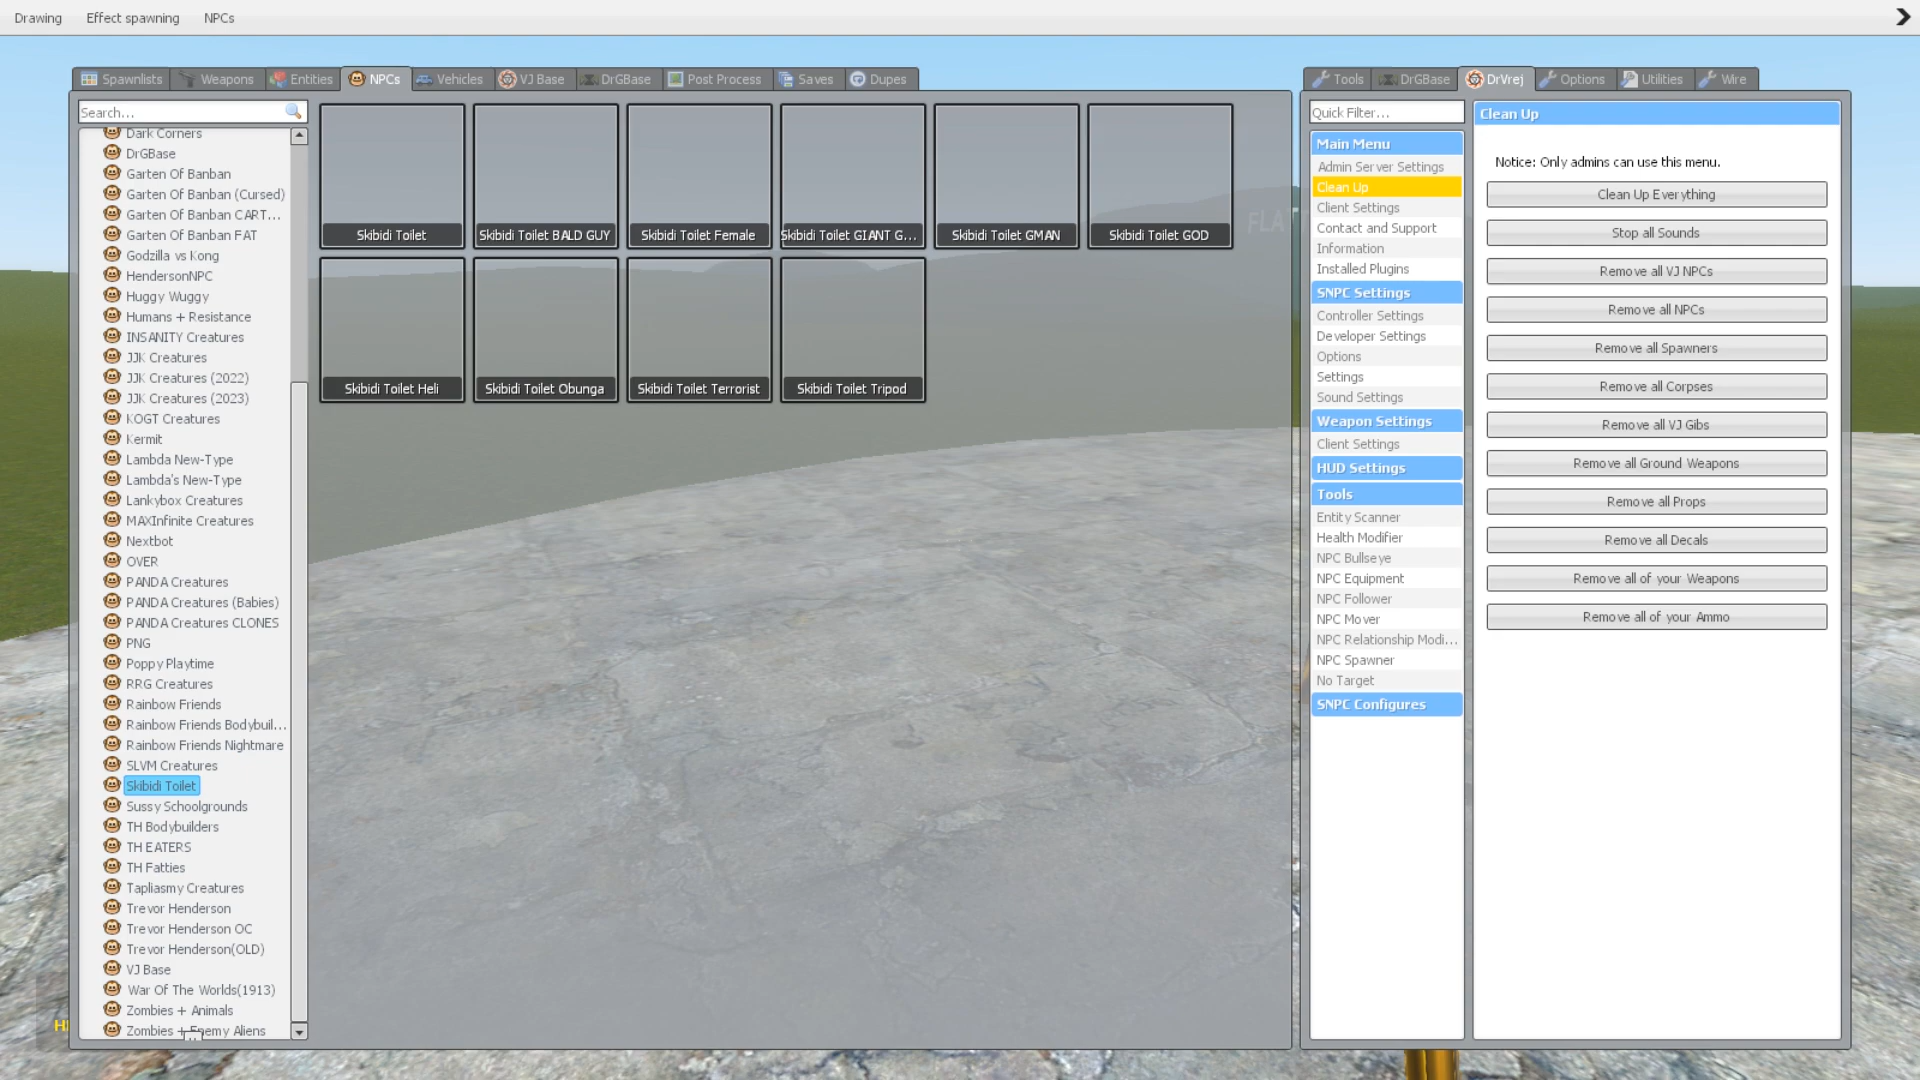 Drawing Effect spawning NPCs
Spawnlists Weapons Entities NPCs Vehicles VJ Base DrGBase Post Process Saves Dupes
Search...
Dark Corners
DrGBase
Garten Of Banban
Garten Of Banban (Cursed)
Garten Of Banban CART...
Garten Of Banban FAT
Godzilla vs Kong
HendersonNPC
Huggy Wuggy
Humans + Resistance
INSANITY Creatures
JJK Creatures
JJK Creatures (2022)
JJK Creatures (2023)
KOGT Creatures
Kermit
Lambda New-Type
Lambda's New-Type
Lankybox Creatures
MAXInfinite Creatures
Nextbot
OVER
PANDA Creatures
PANDA Creatures (Babies)
PANDA Creatures CLONES
PNG
Poppy Playtime
RRG Creatures
Rainbow Friends
Rainbow Friends Bodybuil...
Rainbow Friends Nightmare
SLVM Creatures
Skibidi Toilet
Sussy Schoolgrounds
TH Bodybuilders
TH EATERS
TH Fatties
Tapliasmy Creatures
Trevor Henderson
Trevor Henderson OC
Trevor Henderson(OLD)
VJ Base
War Of The Worlds(1913)
Zombies + Animals
Zombies + Enemy Aliens
Skibidi Toilet Skibidi Toilet BALD GUY Skibidi Toilet Female Skibidi Toilet GIANT G... Skibidi Toilet GMAN Skibidi Toilet GOD
Skibidi Toilet Heli Skibidi Toilet Obunga Skibidi Toilet Terrorist Skibidi Toilet Tripod
Tools DrGBase DrVrej Options Utilities Wire
Quick Filter...
Main Menu
Admin Server Settings
Clean Up
Client Settings
Contact and Support
Information
Installed Plugins
SNPC Settings
Controller Settings
Developer Settings
Options
Settings
Sound Settings
Weapon Settings
Client Settings
HUD Settings
Tools
Entity Scanner
Health Modifier
NPC Bullseye
NPC Equipment
NPC Follower
NPC Mover
NPC Relationship Modi...
NPC Spawner
No Target
SNPC Configures
Clean Up
Notice: Only admins can use this menu.
Clean Up Everything
Stop all Sounds
Remove all VJ NPCs
Remove all NPCs
Remove all Spawners
Remove all Corpses
Remove all VJ Gibs
Remove all Ground Weapons
Remove all Props
Remove all Decals
Remove all of your Weapons
Remove all of your Ammo